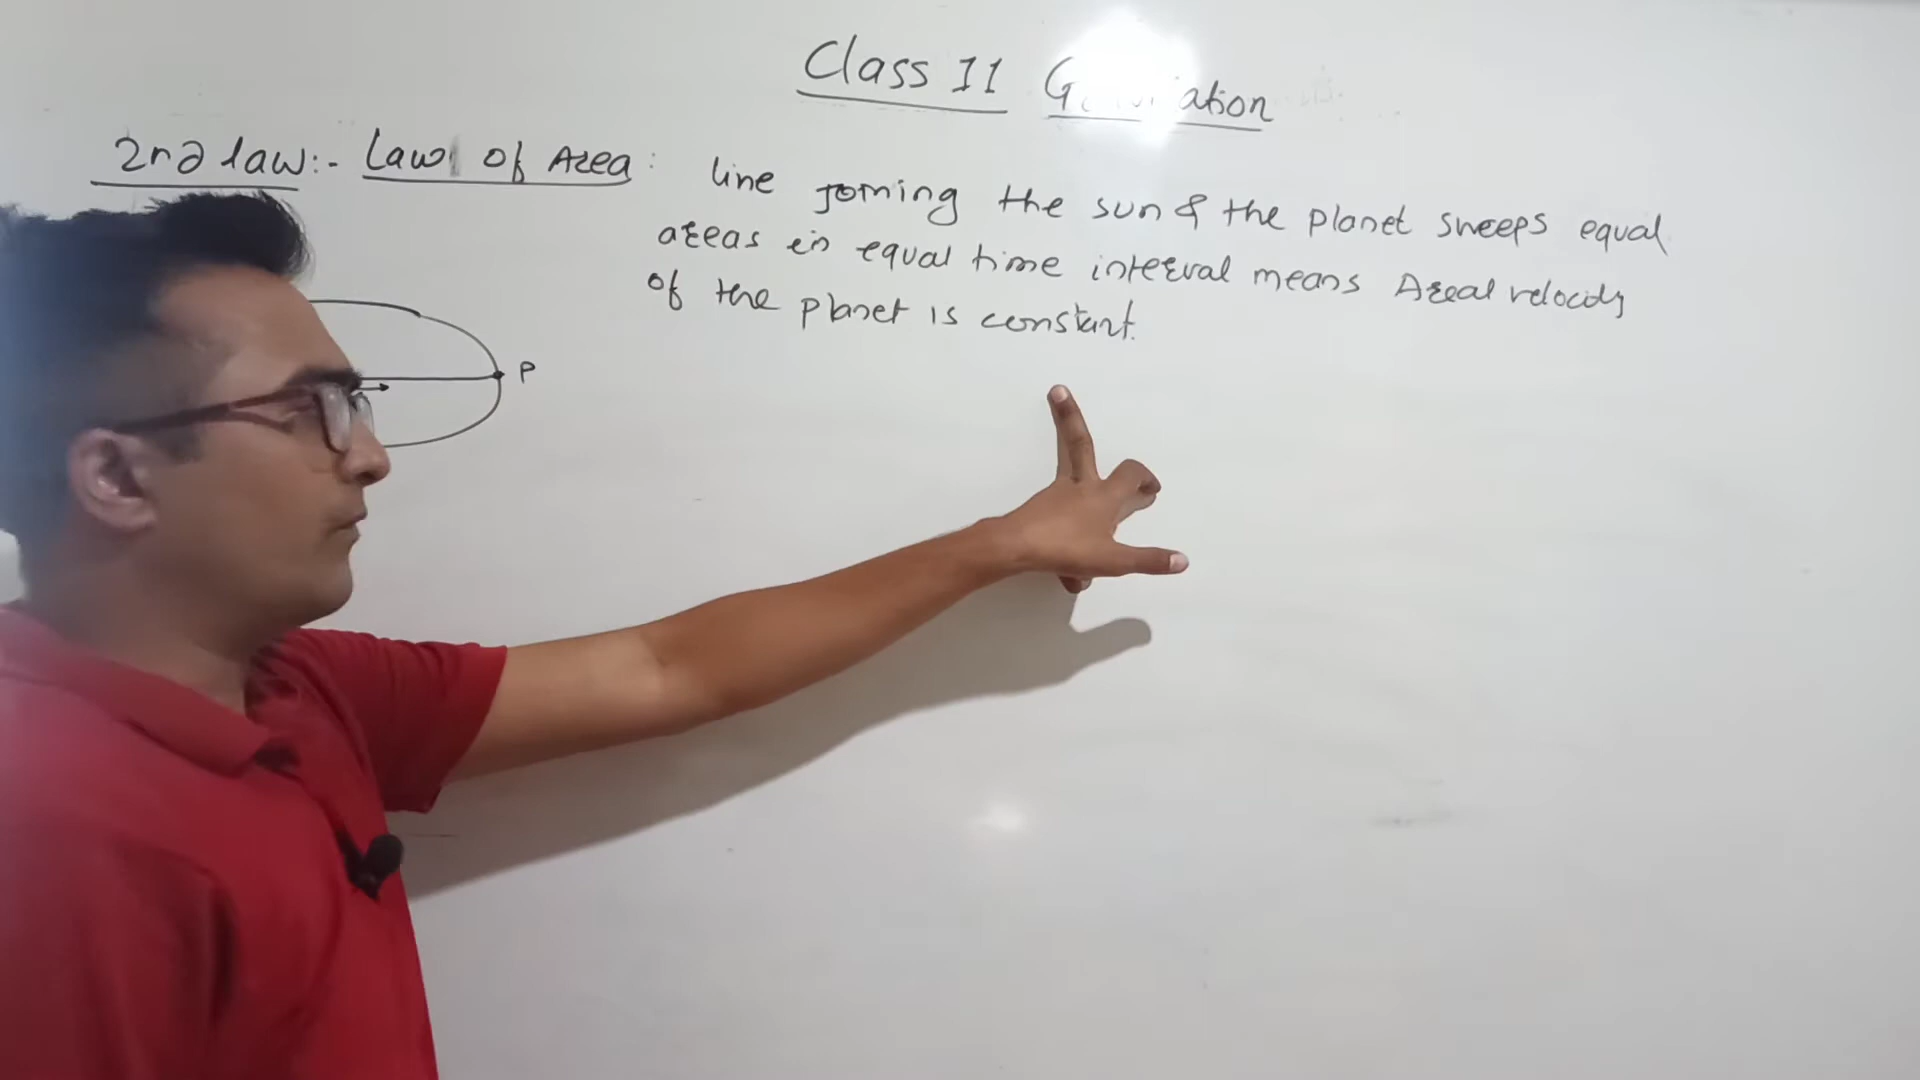 Class 11 Gravitation
2nd law:- Law of Area: line joining the sun & the planet sweeps equal
areas in equal time interval means Areal velocity
of the planet is constant.
P